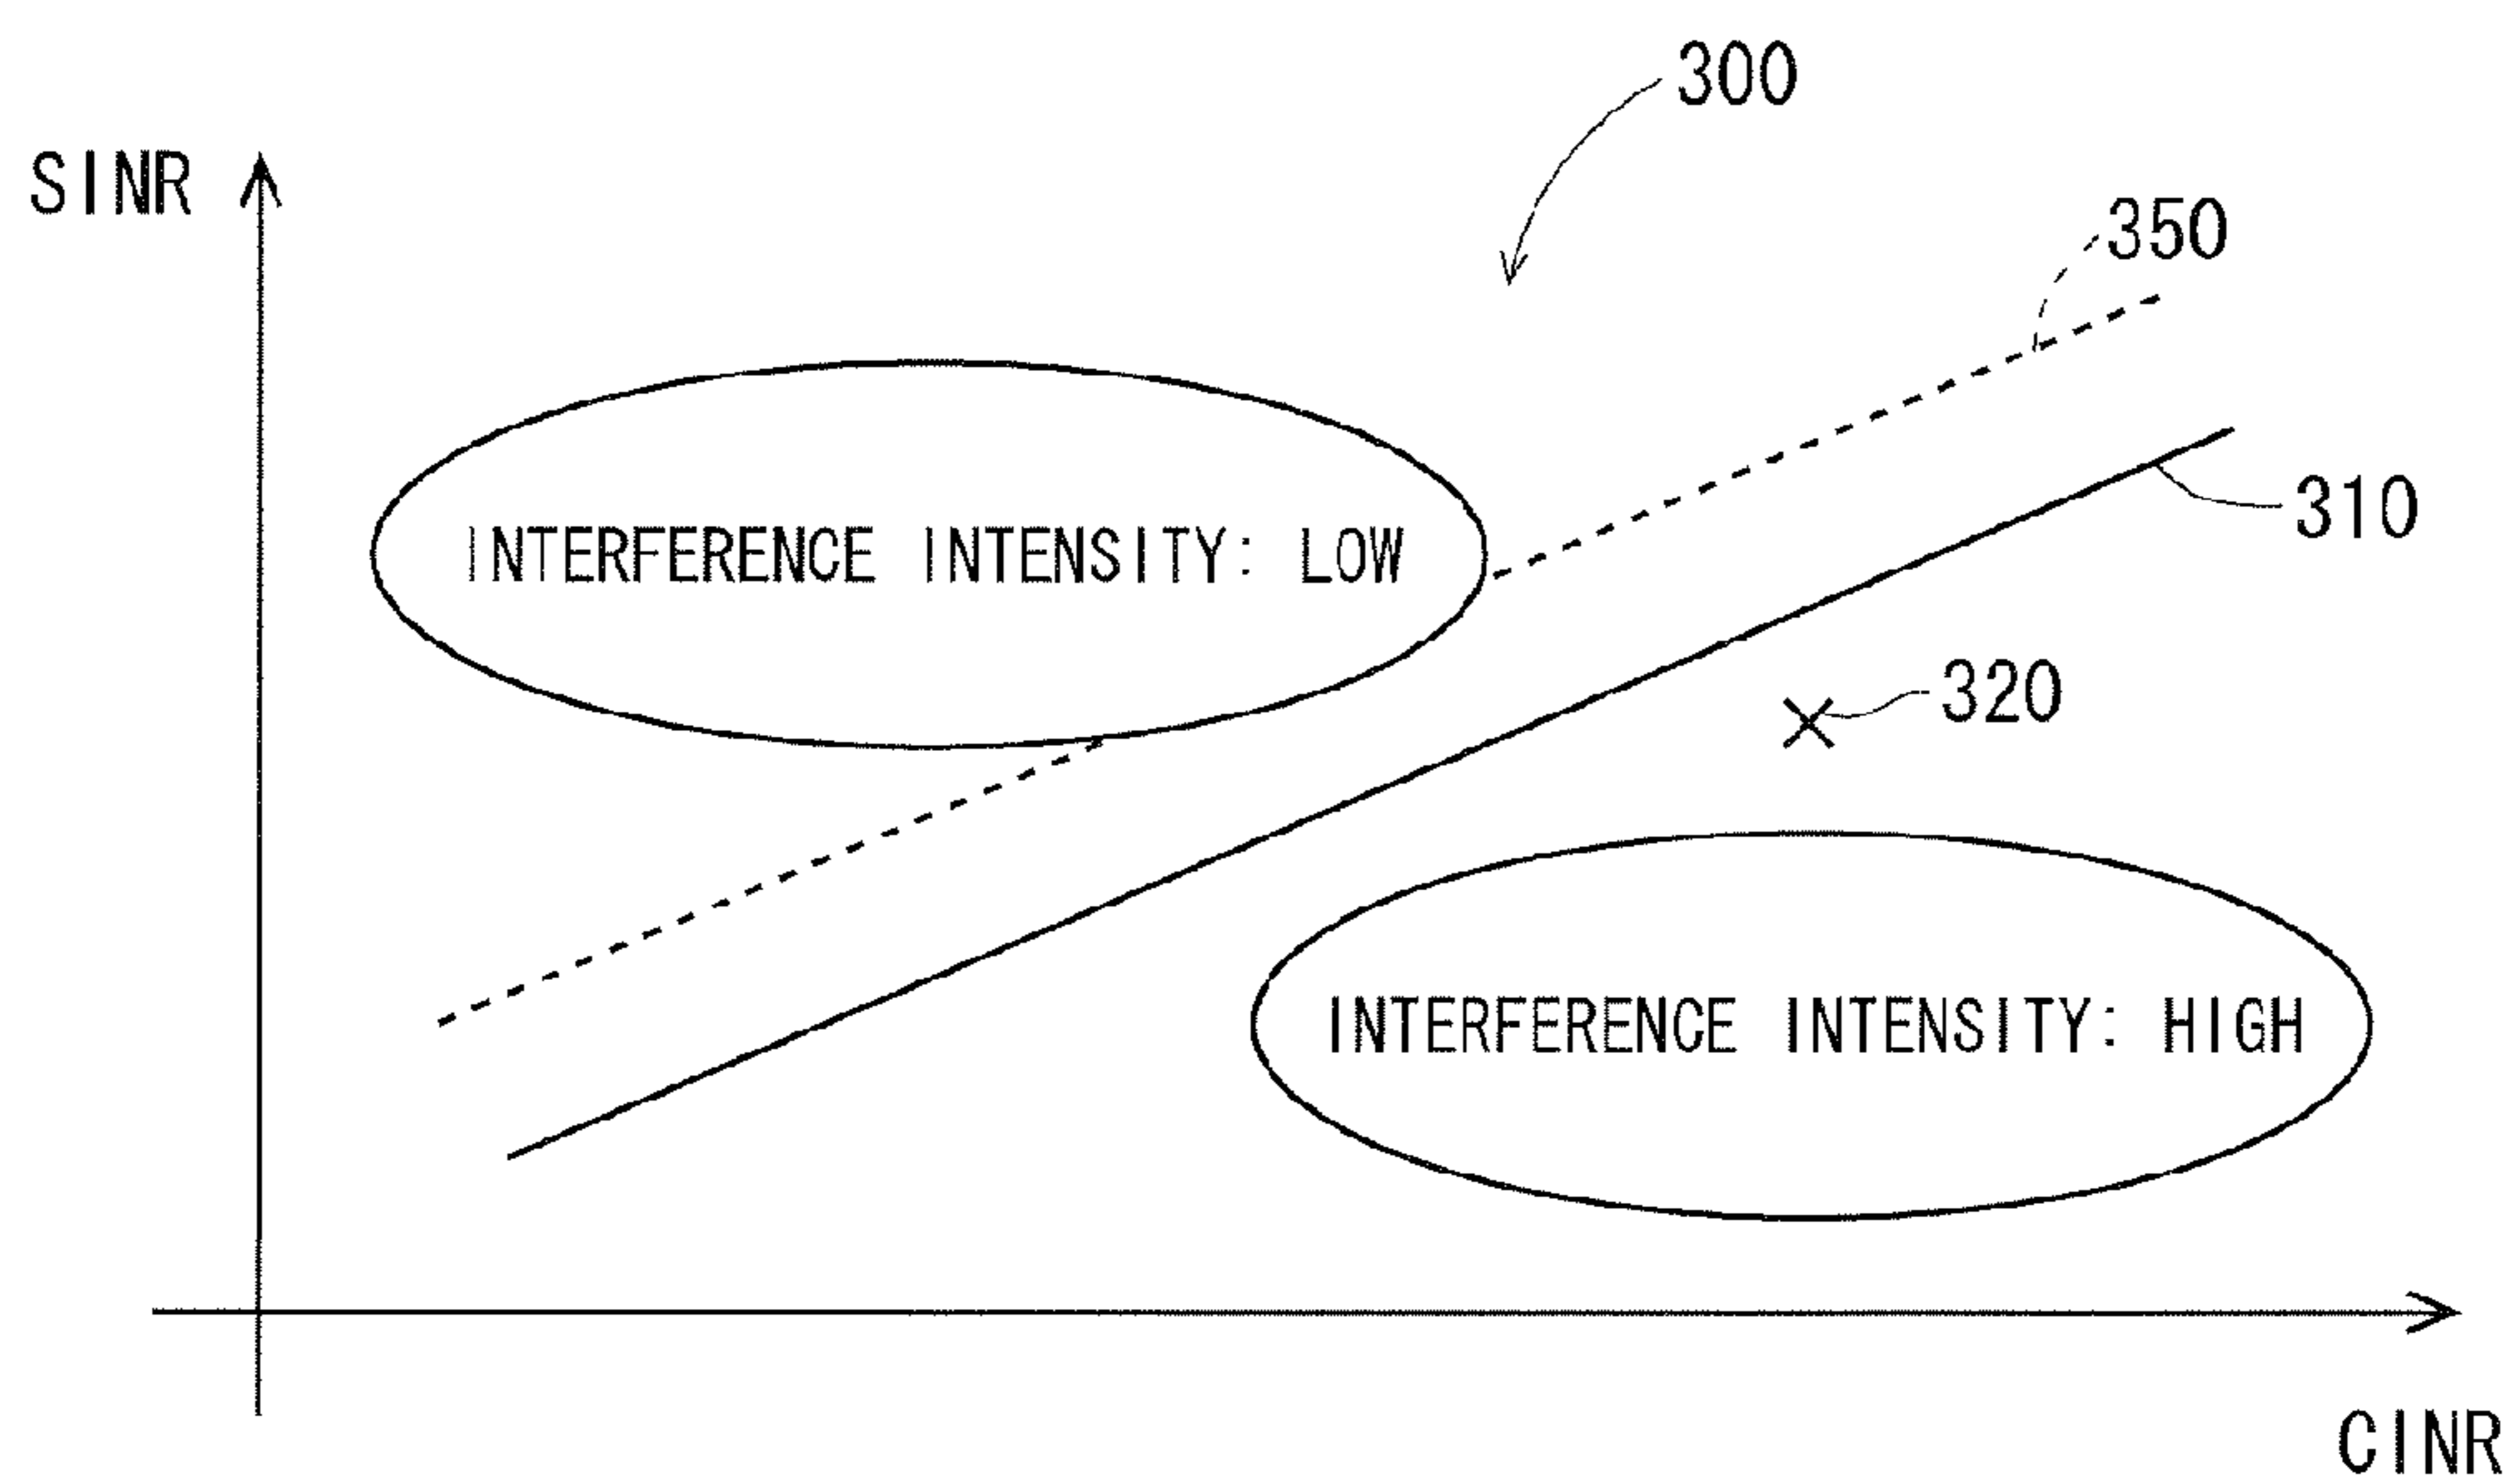 300
SINR
350
310
INTERFERENCE INTENSITY: LOW
320
INTERFERENCE INTENSITY: HIGH
CINR